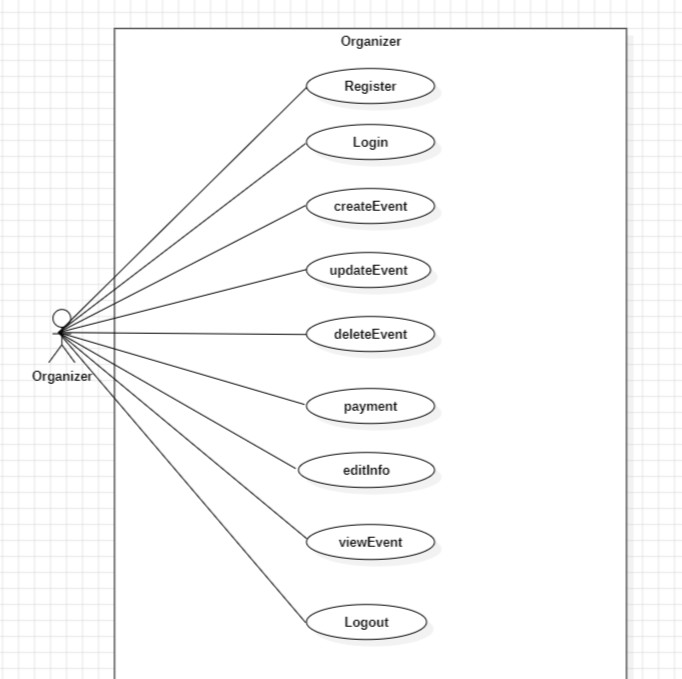 Organizer
Register
Login
createEvent
updateEvent
deleteEvent
Organizer
payment
editInfo
viewEvent
Logout